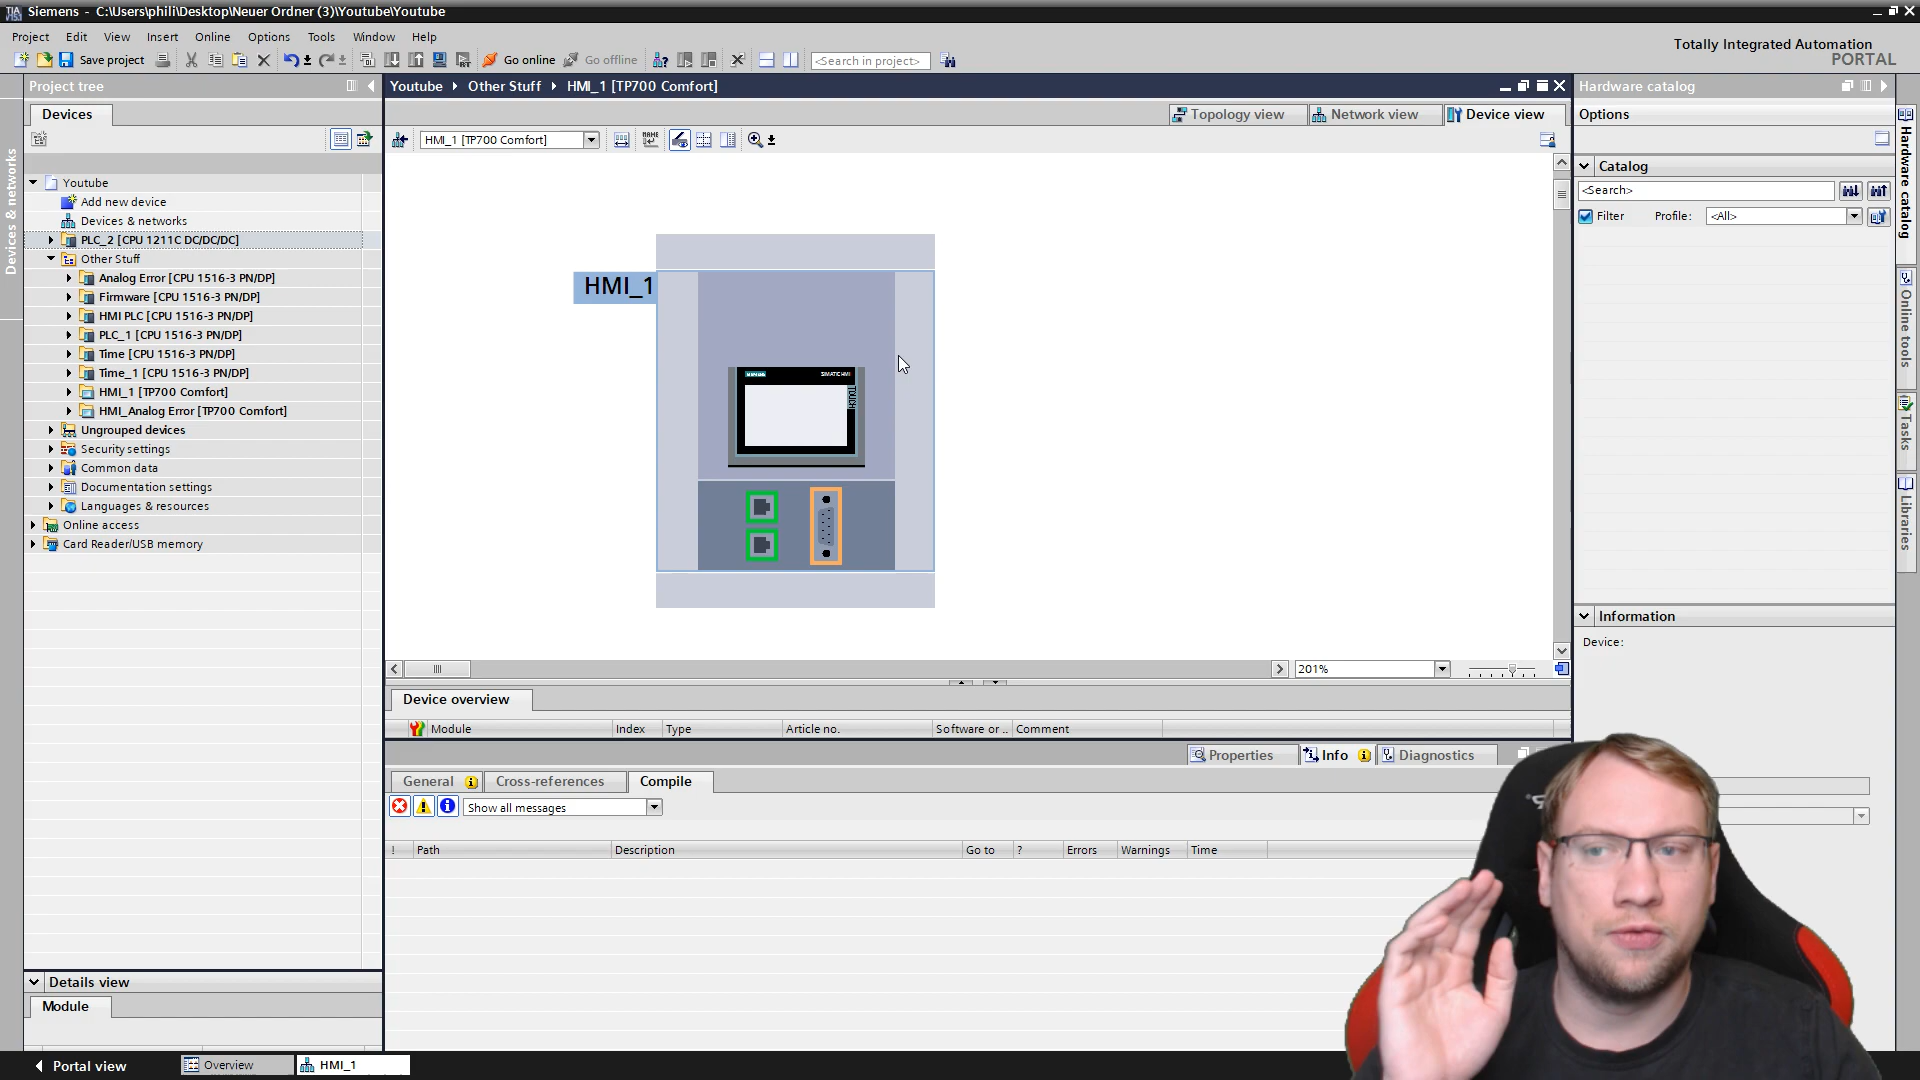 Siemens - C:\Users\phili\Desktop\Neuer Ordner (3)\Youtube\Youtube
Project Edit View Insert Online Options Tools Window Help
Totally Integrated Automation
PORTAL
Save project
Go online
Go offline
<Search in project>
Project tree
Devices
Devices & networks
Youtube
Add new device
Devices & networks
PLC_2 [CPU 1211C DC/DC/DC]
Other Stuff
Analog Error [CPU 1516-3 PN/DP]
Firmware [CPU 1516-3 PN/DP]
HMI PLC [CPU 1516-3 PN/DP]
PLC_1 [CPU 1516-3 PN/DP]
Time [CPU 1516-3 PN/DP]
Time_1 [CPU 1516-3 PN/DP]
HMI_1 [TP700 Comfort]
HMI_Analog Error [TP700 Comfort]
Ungrouped devices
Security settings
Common data
Documentation settings
Languages & resources
Online access
Card Reader/USB memory
Details view
Module
Youtube Other Stuff HMI_1 [TP700 Comfort]
Topology view
Network view
Device view
HMI_1 [TP700 Comfort]
NAME
HMI_1
SIEMENS
SIMATIC HMI
TOUCH
201%
Device overview
Module Index Type Article no. Software or .. Comment
Properties
Info
Diagnostics
General
Cross-references
Compile
Show all messages
! Path Description Go to ? Errors Warnings Time
Hardware catalog
Options
Catalog
<Search>
Filter
Profile:
<All>
Information
Device:
Hardware catalog
Online tools
Tasks
Libraries
Portal view
Overview
HMI_1